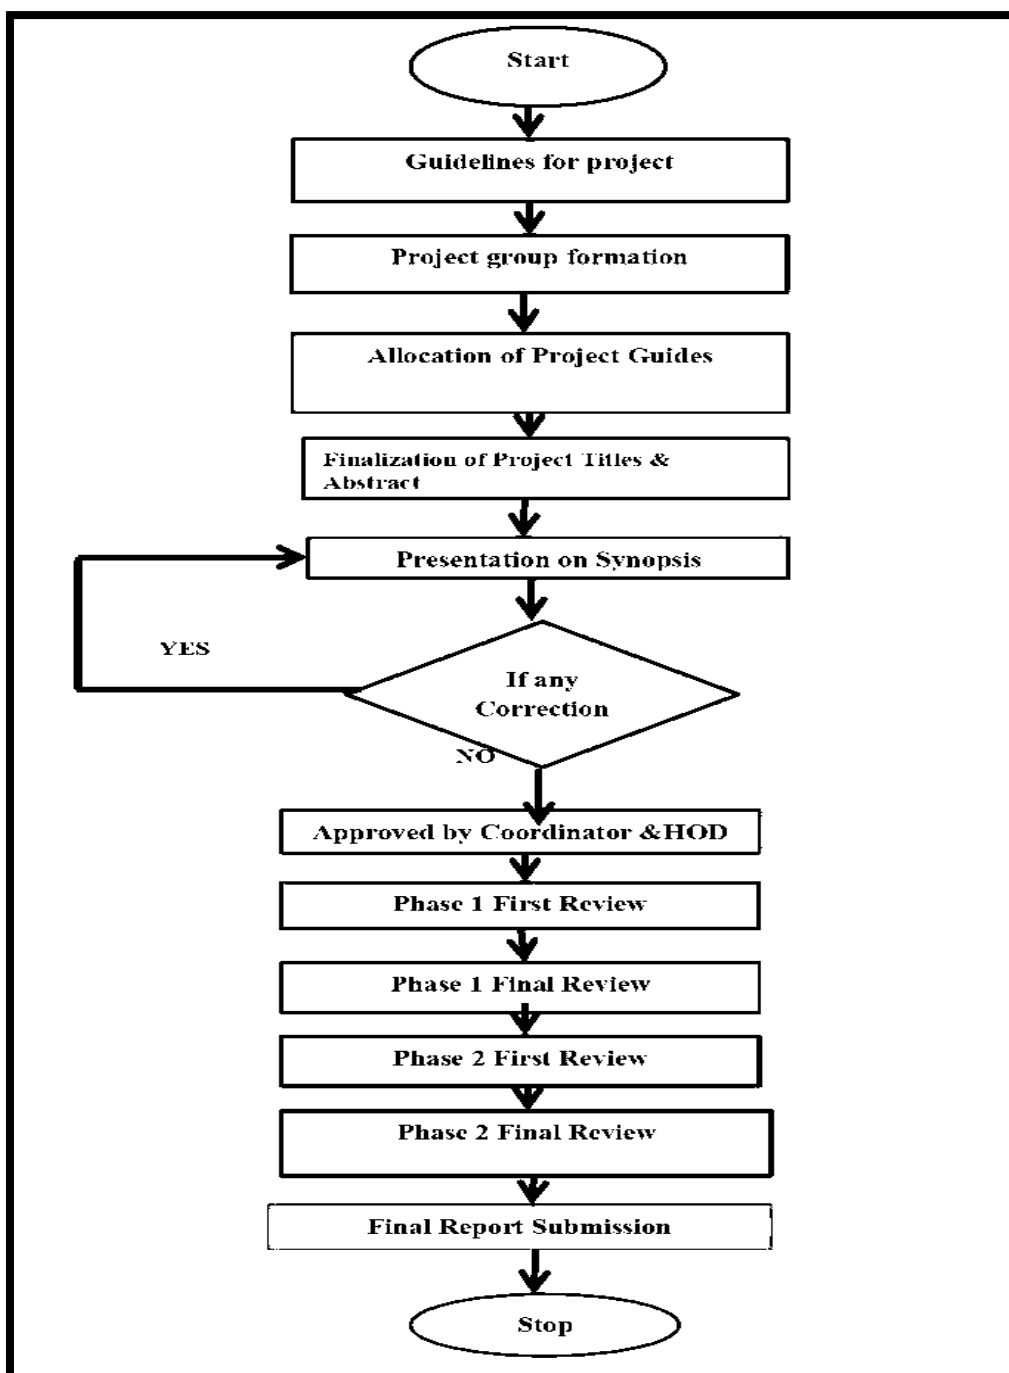 Start
Guidelines for project
Project group formation
Allocation of Project Guides
Finalization of Project Titles &
Abstract
Presentation on Synopsis
YES
If any
Correction
NO
Approved by Coordinator &HOD
Phase 1 First Review
Phase 1 Final Review
Phase 2 First Review
Phase 2 Final Review
Final Report Submission
Stop